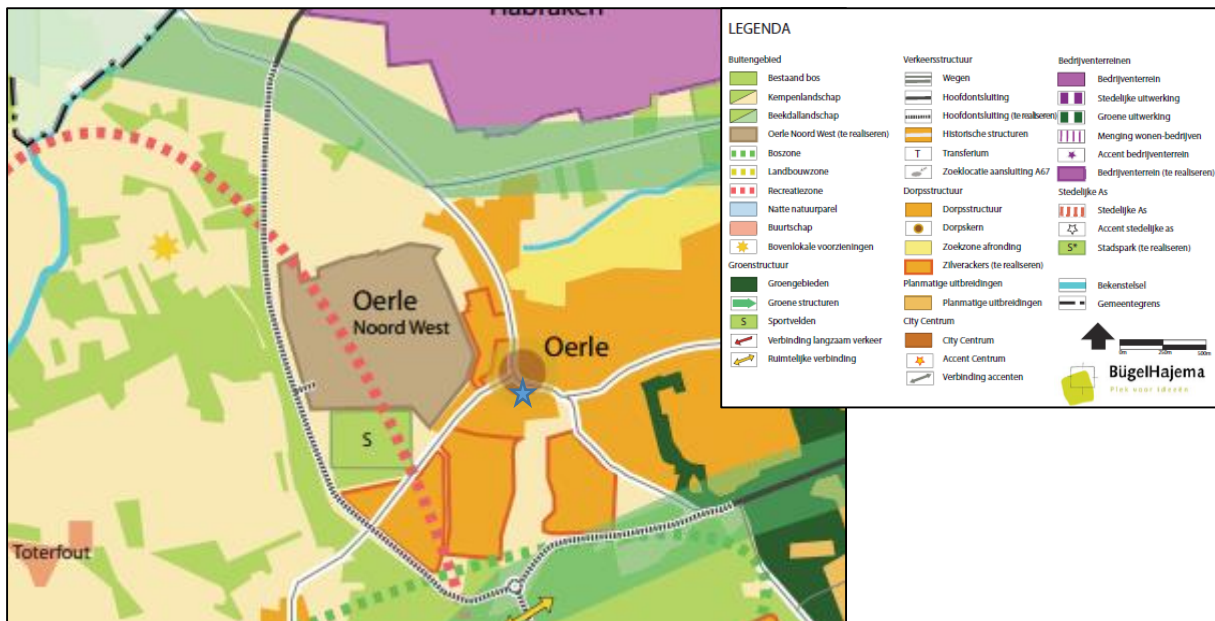 Habraken
Oerle
Noord West
Oerle
S
Toterfout
LEGENDA
Buitengebied
Bestaand bos
Kempenlandschap
Beekdallandschap
Oerle Noord West (te realiseren)
Boszone
Landbouwzone
Recreatiezone
Natte natuurparel
Buurtschap
Bovenlokale voorzieningen
Groenstructuur
Groengebieden
Groene structuren
S Sportvelden
Verbinding langzaam verkeer
Ruimtelijke verbinding
Verkeersstructuur
Wegen
Hoofdontsluiting
Hoofdontsluiting (te realiseren)
Historische structuren
T Transferium
Zoeklocatie aansluiting A67
Dorpsstructuur
Dorpsstructuur
Dorpskern
Zoekzone afronding
Zilverackers (te realiseren)
Planmatige uitbreidingen
Planmatige uitbreidingen
City Centrum
City Centrum
Accent Centrum
Verbinding accenten
Bedrijventerreinen
Bedrijventerrein
Stedelijke uitwerking
Groene uitwerking
Menging wonen-bedrijven
Accent bedrijventerrein
Bedrijventerrein (te realiseren)
Stedelijke As
Stedelijke As
Accent stedelijke as
S* Stadspark (te realiseren)
Bekenstelsel
Gemeentegrens
0m 250m 500m
BügelHajema
Plek voor ideeën